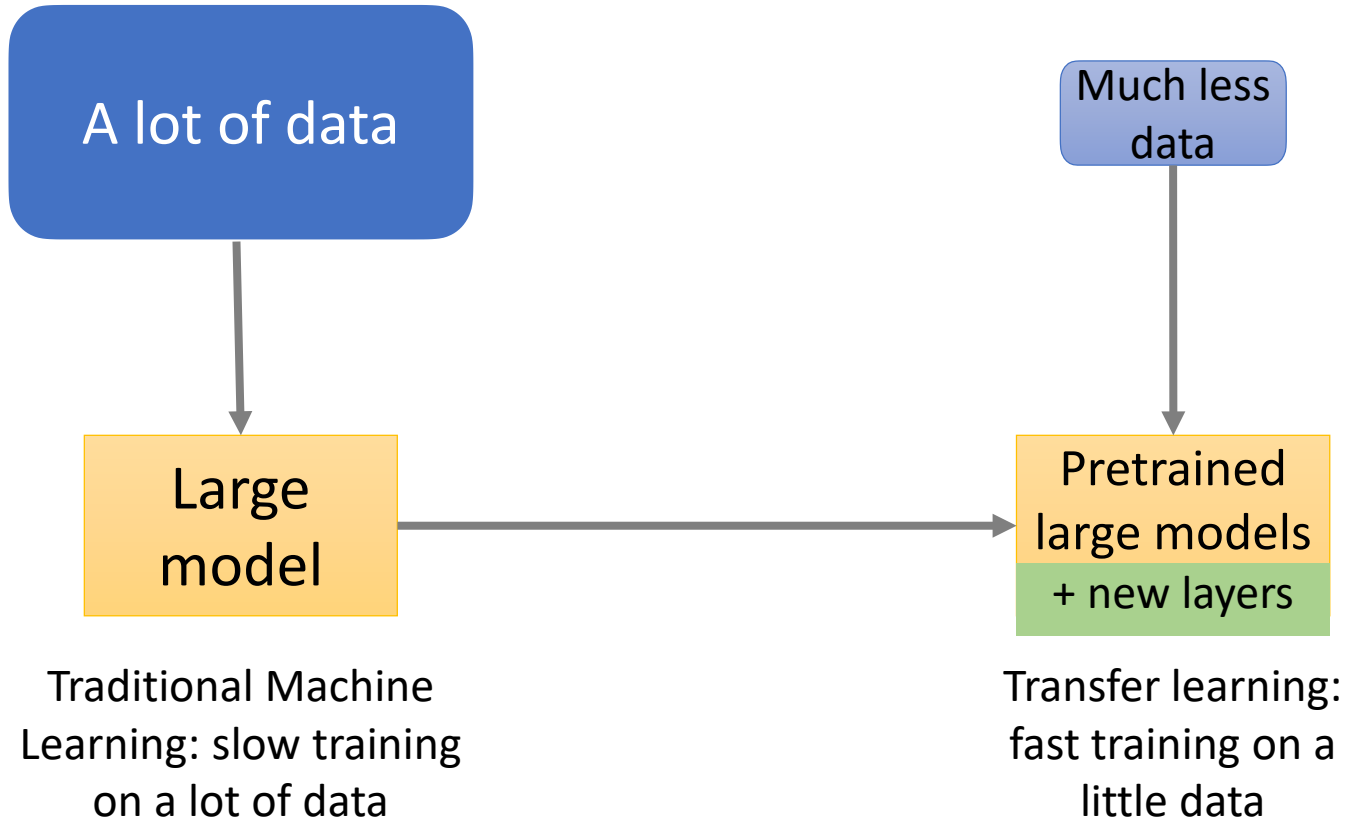 A lot of data
Much less
data
Large
model
Pretrained
large models
+ new layers
Traditional Machine
Learning: slow training
on a lot of data
Transfer learning:
fast training on a
little data